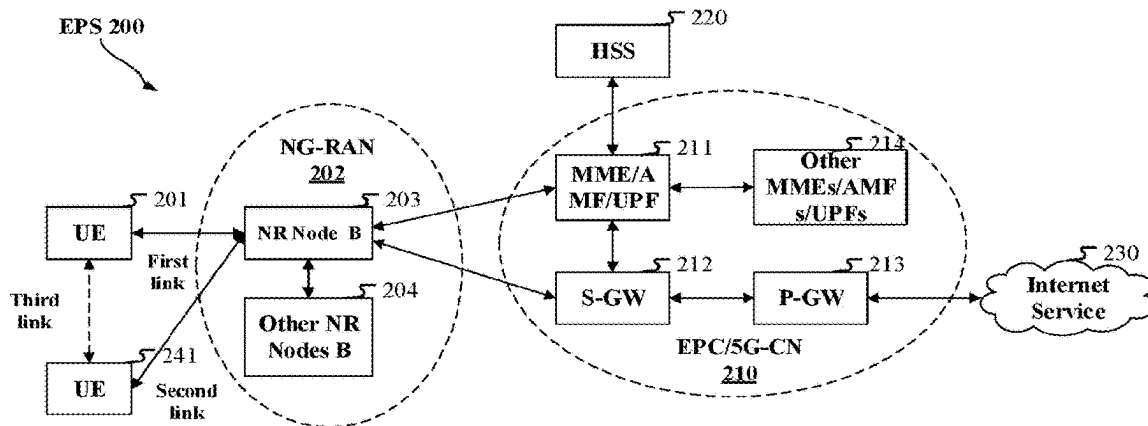 EPS 200
220
HSS
NG-RAN
202
211
MME/A
MF/UPF
214
Other
MMEs/AMF
s/UPFs
201
UE
203
NR Node B
First
link
Third
link
204
Other NR
Nodes B
212
S-GW
213
P-GW
230
Internet
Service
241
UE
Second
link
EPC/5G-CN
210